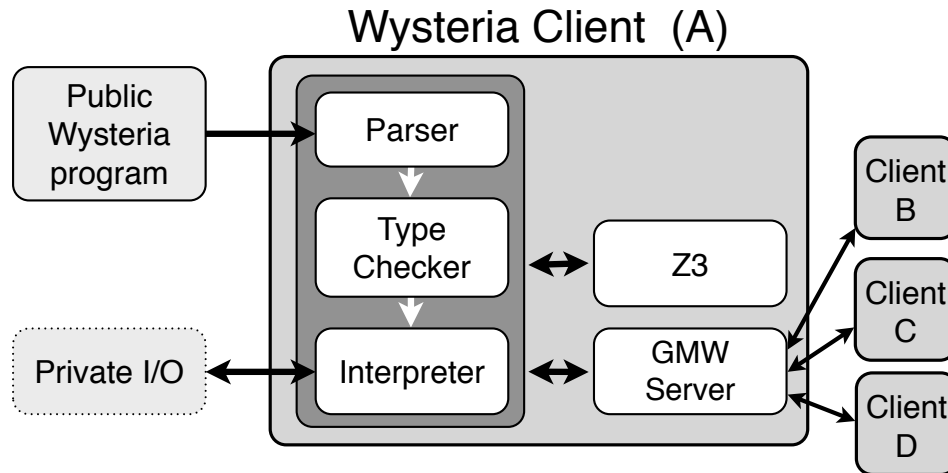 Wysteria Client (A)
Public
Wysteria
program
Parser
Type
Checker
Z3
Interpreter
GMW
Server
Private I/O
Client
B
Client
C
Client
D